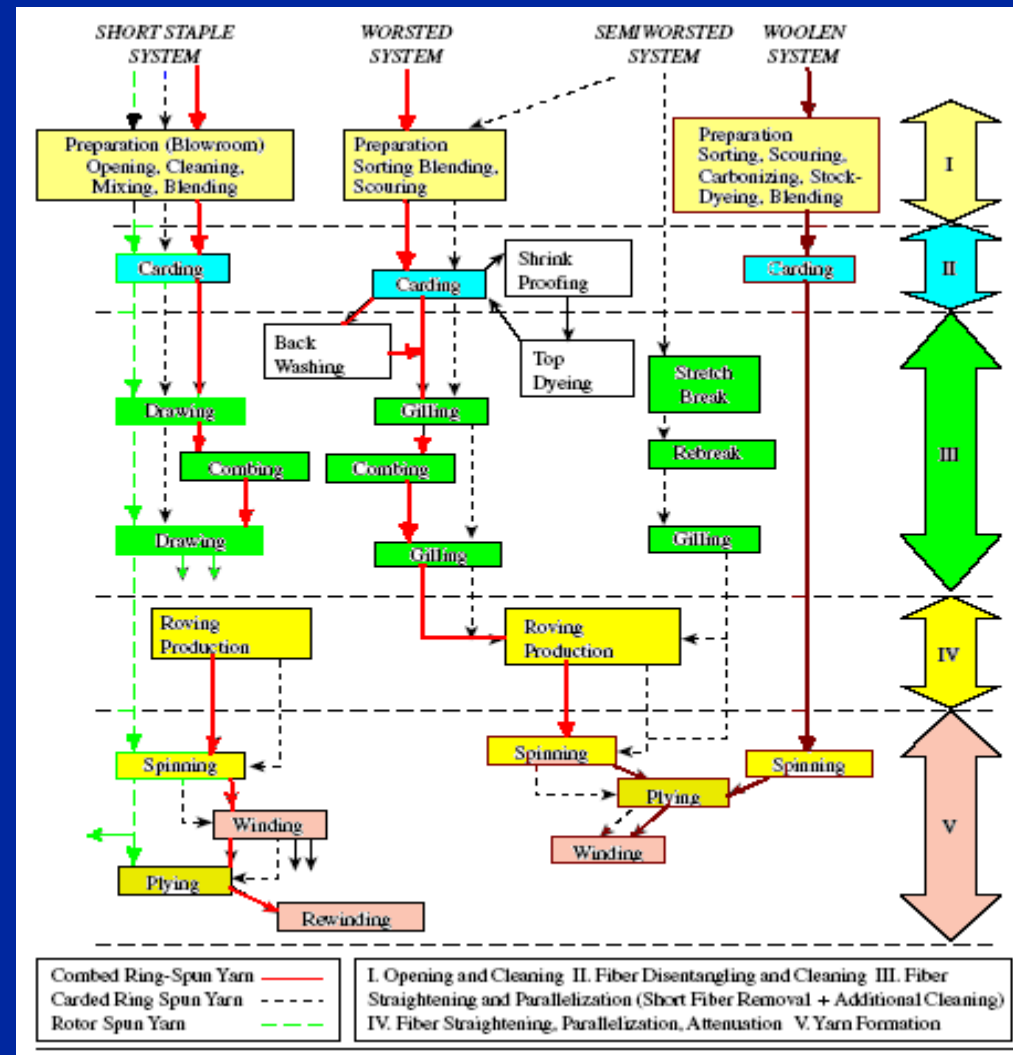 SHORT STAPLE
SYSTEM
WORSTED
SYSTEM
SEMIWORSTED
SYSTEM
WOOLEN
SYSTEM
Preparation (Blowroom)
Opening, Cleaning,
Mixing, Blending
Preparation
Sorting Blending,
Scouring
Preparation
Sorting, Scouring,
Carbonizing, Stock-
Dyeing, Blending
I
Carding
Carding
Shrink
Proofing
Carding
II
Back
Washing
Top
Dyeing
Stretch
Break
Drawing
Gilling
Combing
Combing
Rebreak
III
Drawing
Gilling
Gilling
Roving
Production
Roving
Production
IV
Spinning
Spinning
Spinning
Plying
Winding
Winding
V
Plying
Rewinding
Combed Ring-Spun Yarn
Carded Ring Spun Yarn
Rotor Spun Yarn
I. Opening and Cleaning II. Fiber Disentangling and Cleaning III. Fiber
Straightening and Parallelization (Short Fiber Removal + Additional Cleaning)
IV. Fiber Straightening, Parallelization, Attenuation V. Yarn Formation